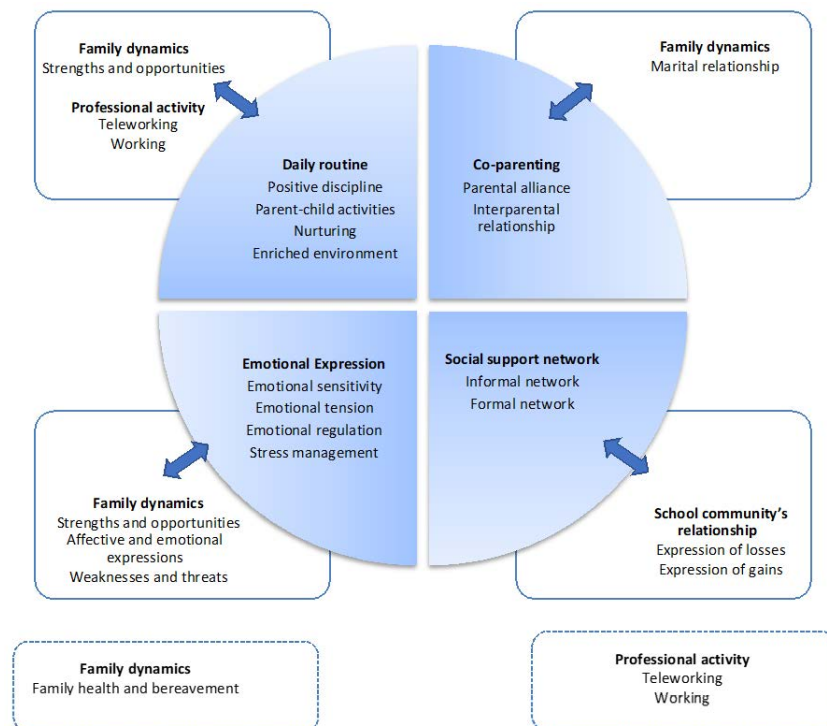 Family dynamics
Strengths and opportunities
Professional activity
Teleworking
Working
Family dynamics
Marital relationship
Daily routine
Positive discipline
Parent-child activities
Nurturing
Enriched environment
Co-parenting
Parental alliance
Interparental
relationship
Emotional Expression
Emotional sensitivity
Emotional tension
Emotional regulation
Stress management
Social support network
Informal network
Formal network
Family dynamics
Strengths and opportunities
Affective and emotional
expressions
Weaknesses and threats
School community's
relationship
Expression of losses
Expression of gains
Family dynamics
Family health and bereavement
Professional activity
Teleworking
Working